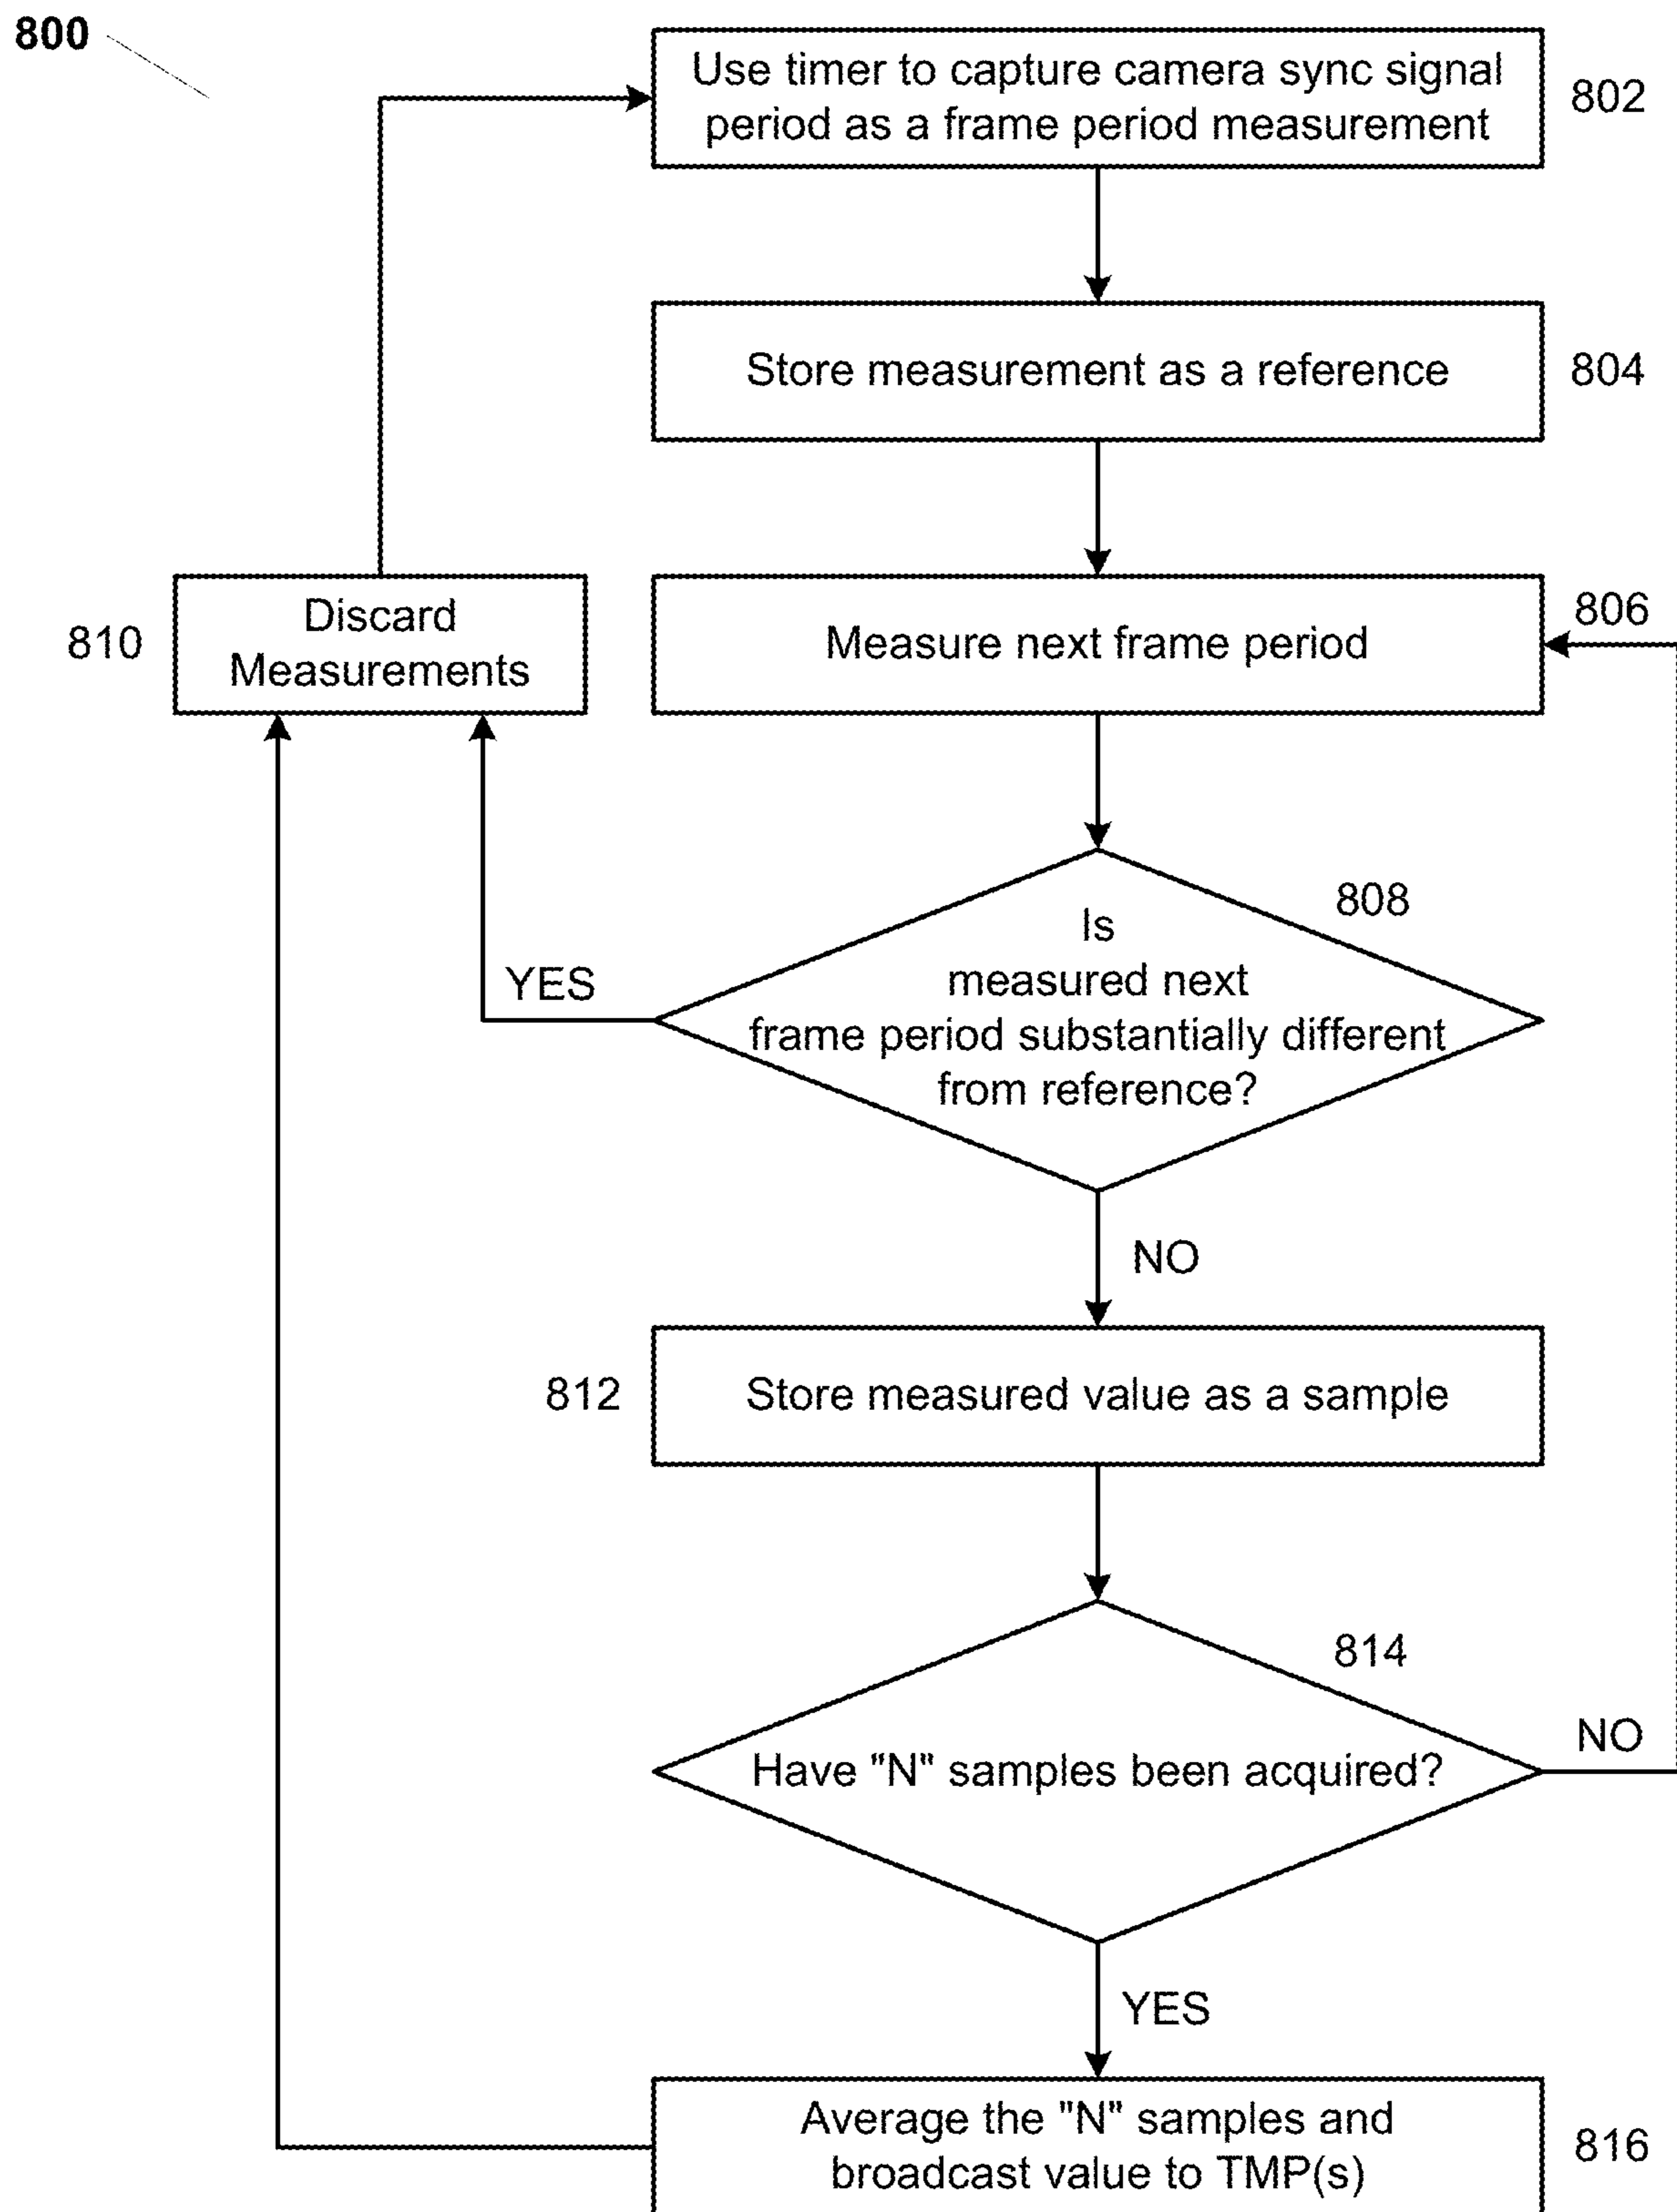 800
Use timer to capture camera sync signal
period as a frame period measurement
802
Store measurement as a reference
804
810
Discard
Measurements
Measure next frame period
806
808
Is
measured next
frame period substantially different
from reference?
YES
NO
812
Store measured value as a sample
814
Have "N" samples been acquired?
NO
YES
Average the "N" samples and
broadcast value to TMP(s)
816